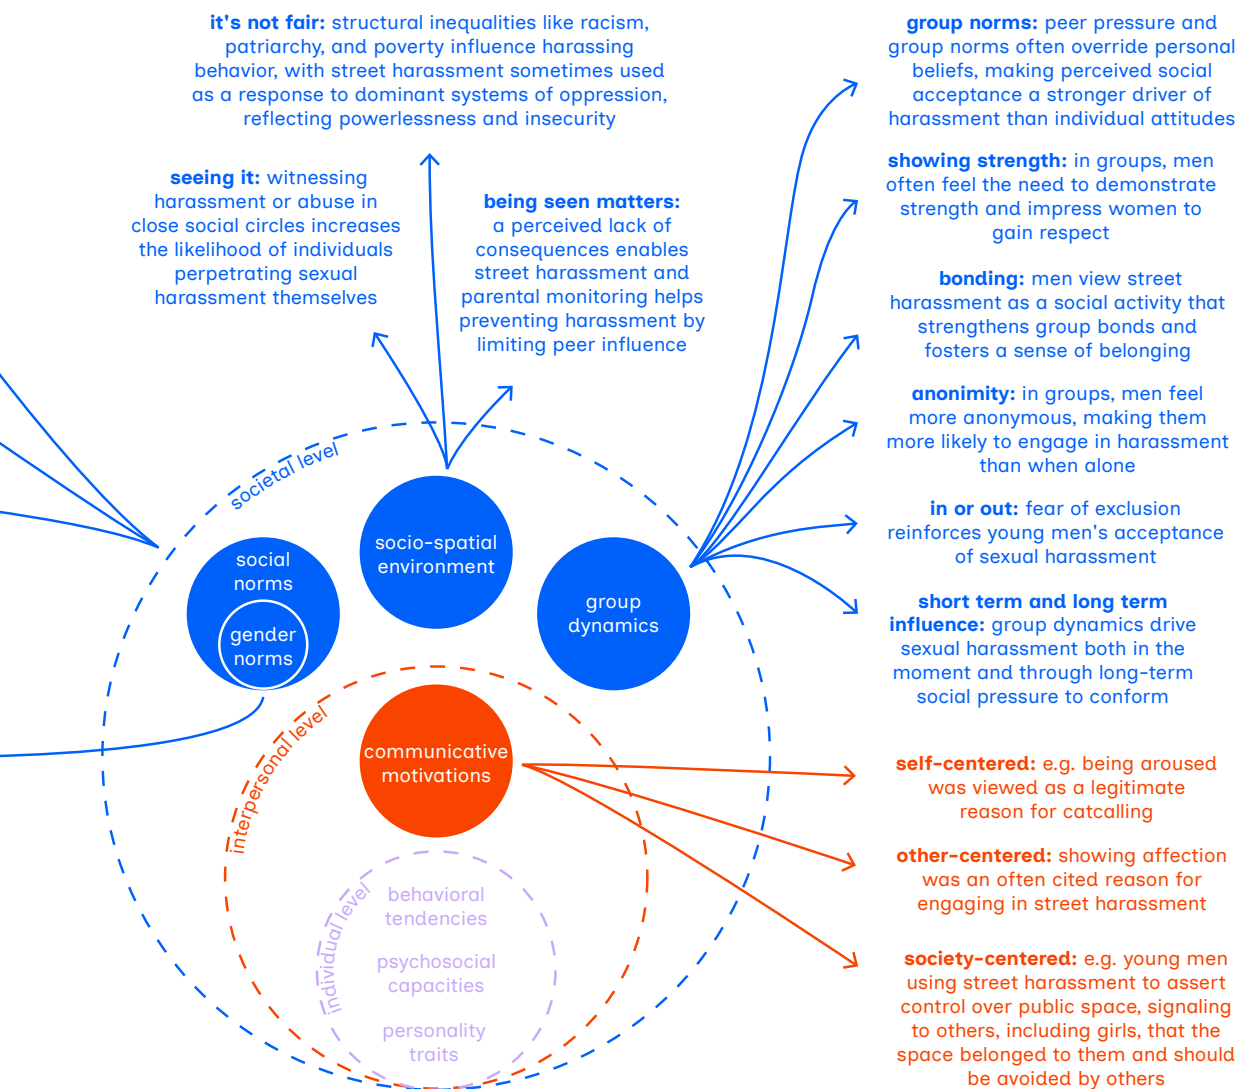 it's not fair: structural inequalities like racism,
patriarchy, and poverty influence harassing
behavior, with street harassment sometimes used
as a response to dominant systems of oppression,
reflecting powerlessness and insecurity
seeing it: witnessing
harassment or abuse in
close social circles increases
the likelihood of individuals
perpetrating sexual
harassment themselves
being seen matters:
a perceived lack of
consequences enables
street harassment and
parental monitoring helps
preventing harassment by
limiting peer influence
group norms: peer pressure and
group norms often override personal
beliefs, making perceived social
acceptance a stronger driver of
harassment than individual attitudes
showing strength: in groups, men
often feel the need to demonstrate
strength and impress women to
gain respect
bonding: men view street
harassment as a social activity that
strengthens group bonds and
fosters a sense of belonging
anonimity: in groups, men feel
more anonymous, making them
more likely to engage in harassment
than when alone
in or out: fear of exclusion
reinforces young men's acceptance
of sexual harassment
short term and long term
influence: group dynamics drive
sexual harassment both in the
moment and through long-term
social pressure to conform
societal level
social
norms
gender
norms
socio-spatial
environment
group
dynamics
interpersonal level
communicative
motivations
self-centered: e.g. being aroused
was viewed as a legitimate
reason for catcalling
other-centered: showing affection
was an often cited reason for
engaging in street harassment
society-centered: e.g. young men
using street harassment to assert
control over public space, signaling
to others, including girls, that the
space belonged to them and should
be avoided by others
individual level
behavioral
tendencies
psychosocial
capacities
personality
traits